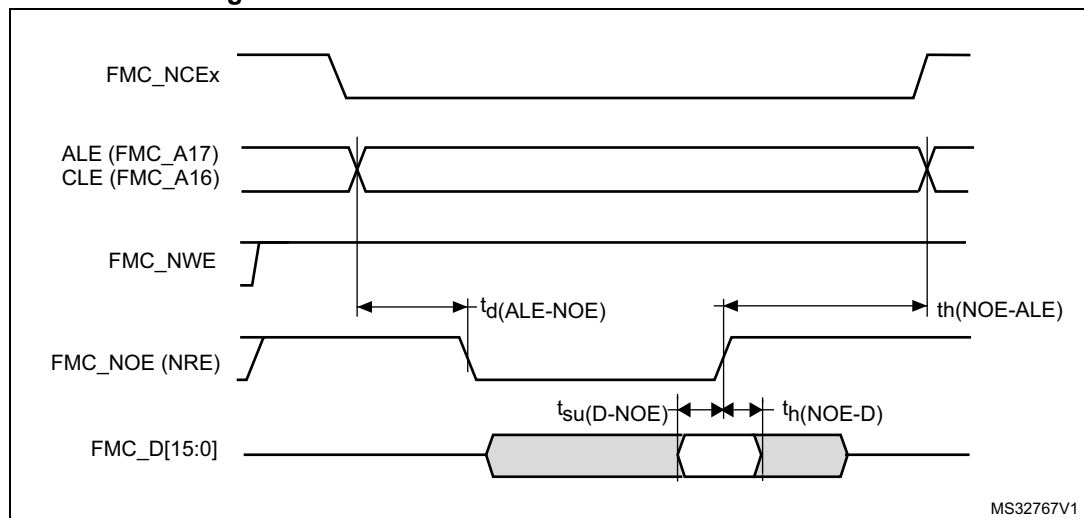 FMC_NCEx
ALE (FMC_A17)
CLE (FMC_A16)
FMC_NWE
td(ALE-NOE)
th(NOE-ALE)
FMC_NOE (NRE)
tsu(D-NOE)
th(NOE-D)
FMC_D[15:0]
MS32767V1